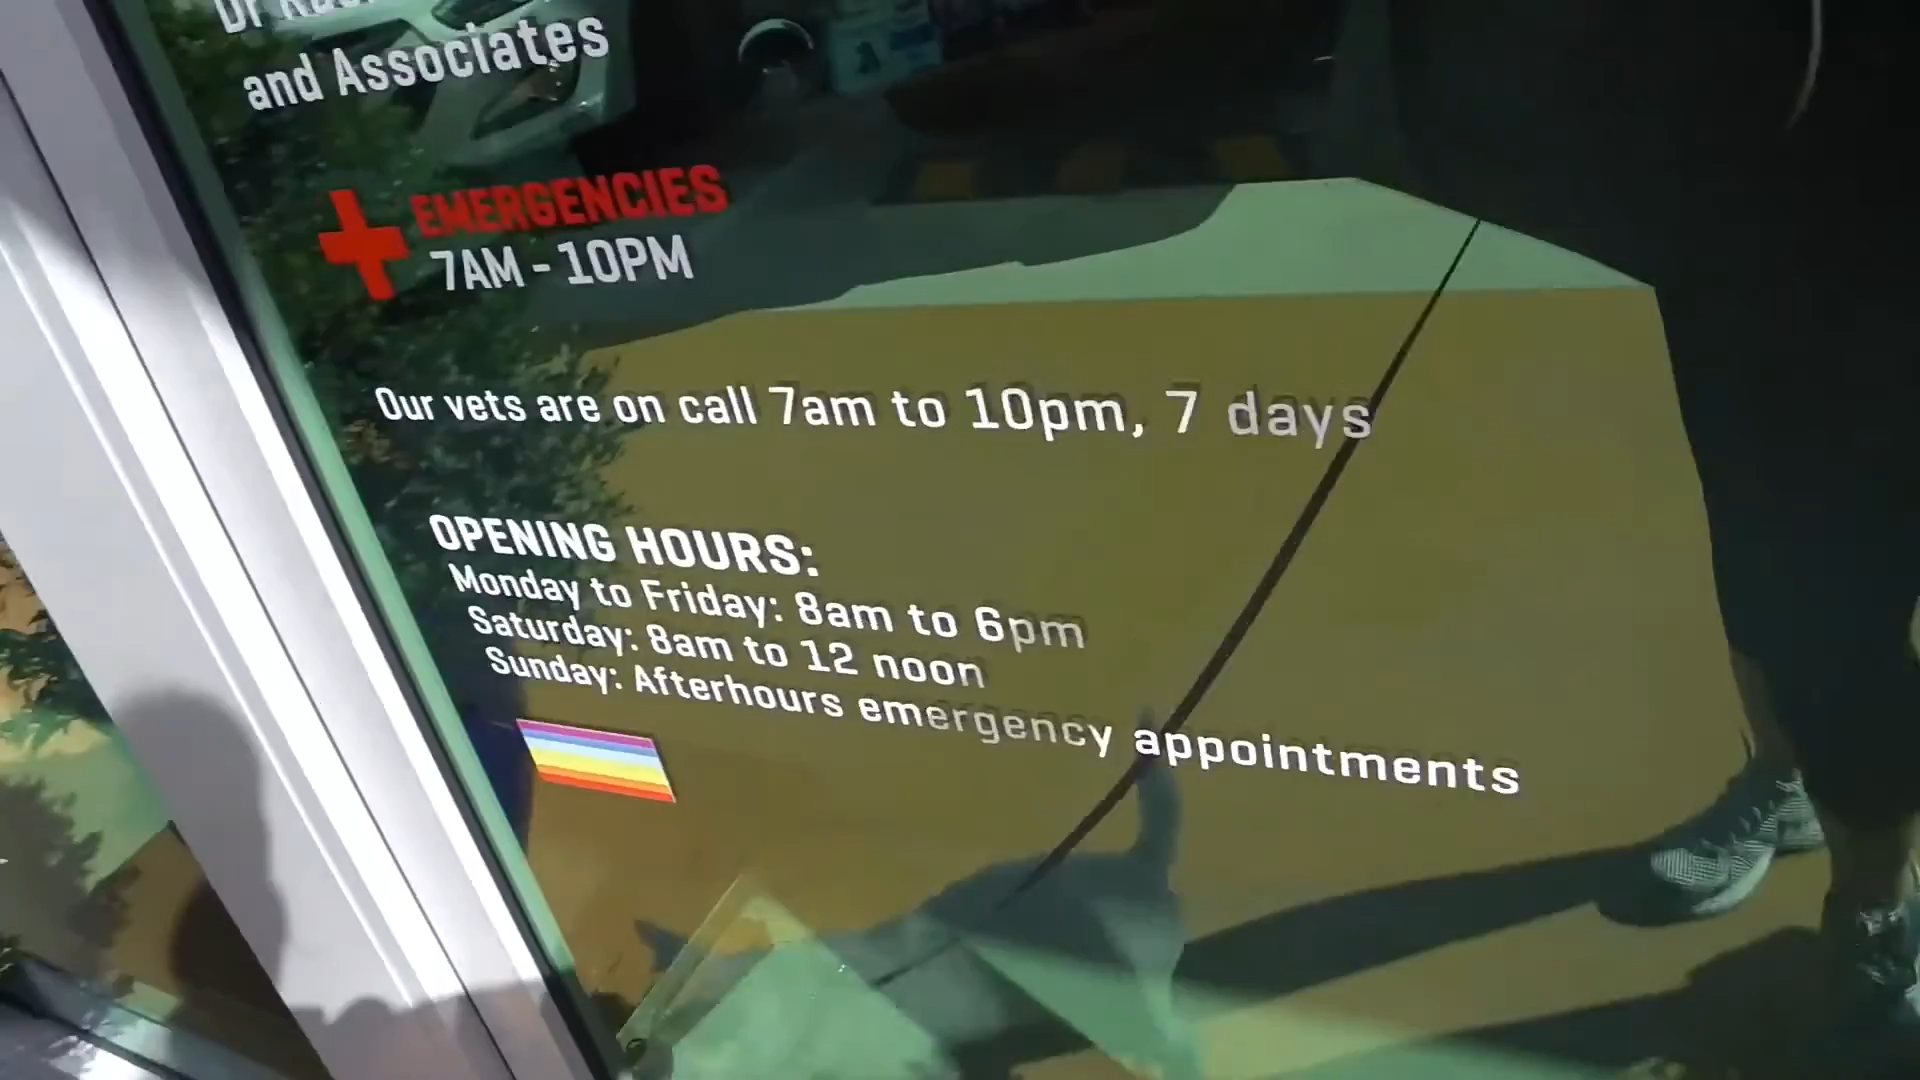 Dr
and Associates
EMERGENCIES
7AM - 10PM
Our vets are on call 7am to 10pm, 7 days
OPENING HOURS:
Monday to Friday: 8am to 6pm
Saturday: 8am to 12 noon
Sunday: Afterhours emergency appointments